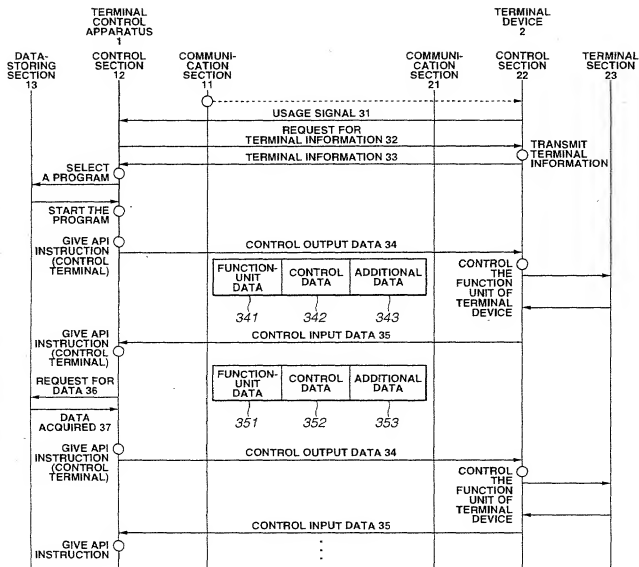 TERMINAL
CONTROL
APPARATUS
1
TERMINAL
DEVICE
2
DATA-
STORING
SECTION
13
CONTROL
SECTION
12
COMMUNI-
CATION
SECTION
11
COMMUNI-
CATION
SECTION
21
CONTROL
SECTION
22
TERMINAL
SECTION
23
USAGE SIGNAL 31
REQUEST FOR
TERMINAL INFORMATION 32
TRANSMIT
TERMINAL
INFORMATION
TERMINAL INFORMATION 33
SELECT
A PROGRAM
START THE
PROGRAM
GIVE API
INSTRUCTION
(CONTROL
TERMINAL)
CONTROL OUTPUT DATA 34
FUNCTION-
UNIT
DATA
CONTROL
DATA
ADDITIONAL
DATA
341
342
343
CONTROL
THE
FUNCTION
UNIT OF
TERMINAL
DEVICE
GIVE API
INSTRUCTION
(CONTROL
TERMINAL)
CONTROL INPUT DATA 35
REQUEST FOR
DATA 36
FUNCTION-
UNIT
DATA
CONTROL
DATA
ADDITIONAL
DATA
351
352
353
DATA
ACQUIRED 37
GIVE API
INSTRUCTION
(CONTROL
TERMINAL)
CONTROL OUTPUT DATA 34
CONTROL
THE
FUNCTION
UNIT OF
TERMINAL
DEVICE
CONTROL INPUT DATA 35
GIVE API
INSTRUCTION